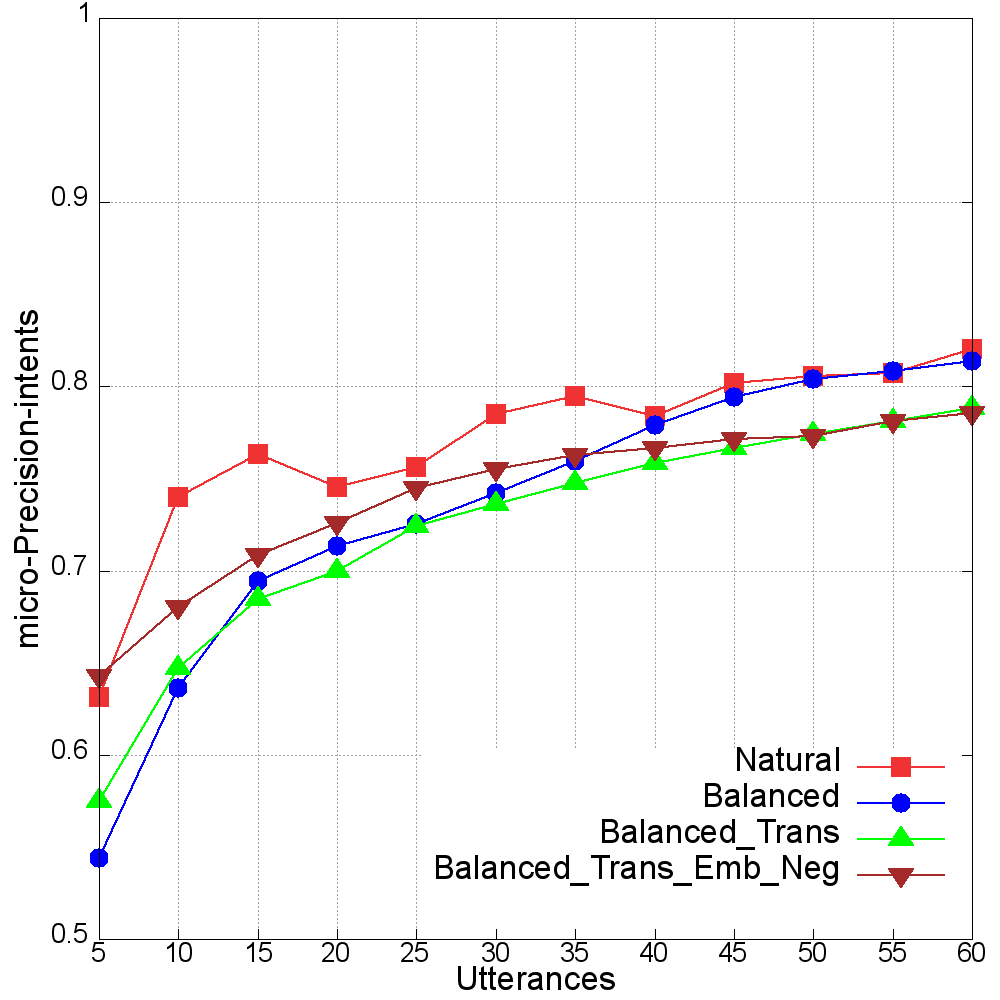 1
0.9
0.8
0.7
0.6
0.5
micro-Precision-intents
5 10 15 20 25 30 35 40 45 50 55 60
Utterances
Natural
Balanced
Balanced_Trans
Balanced_Trans_Emb_Neg